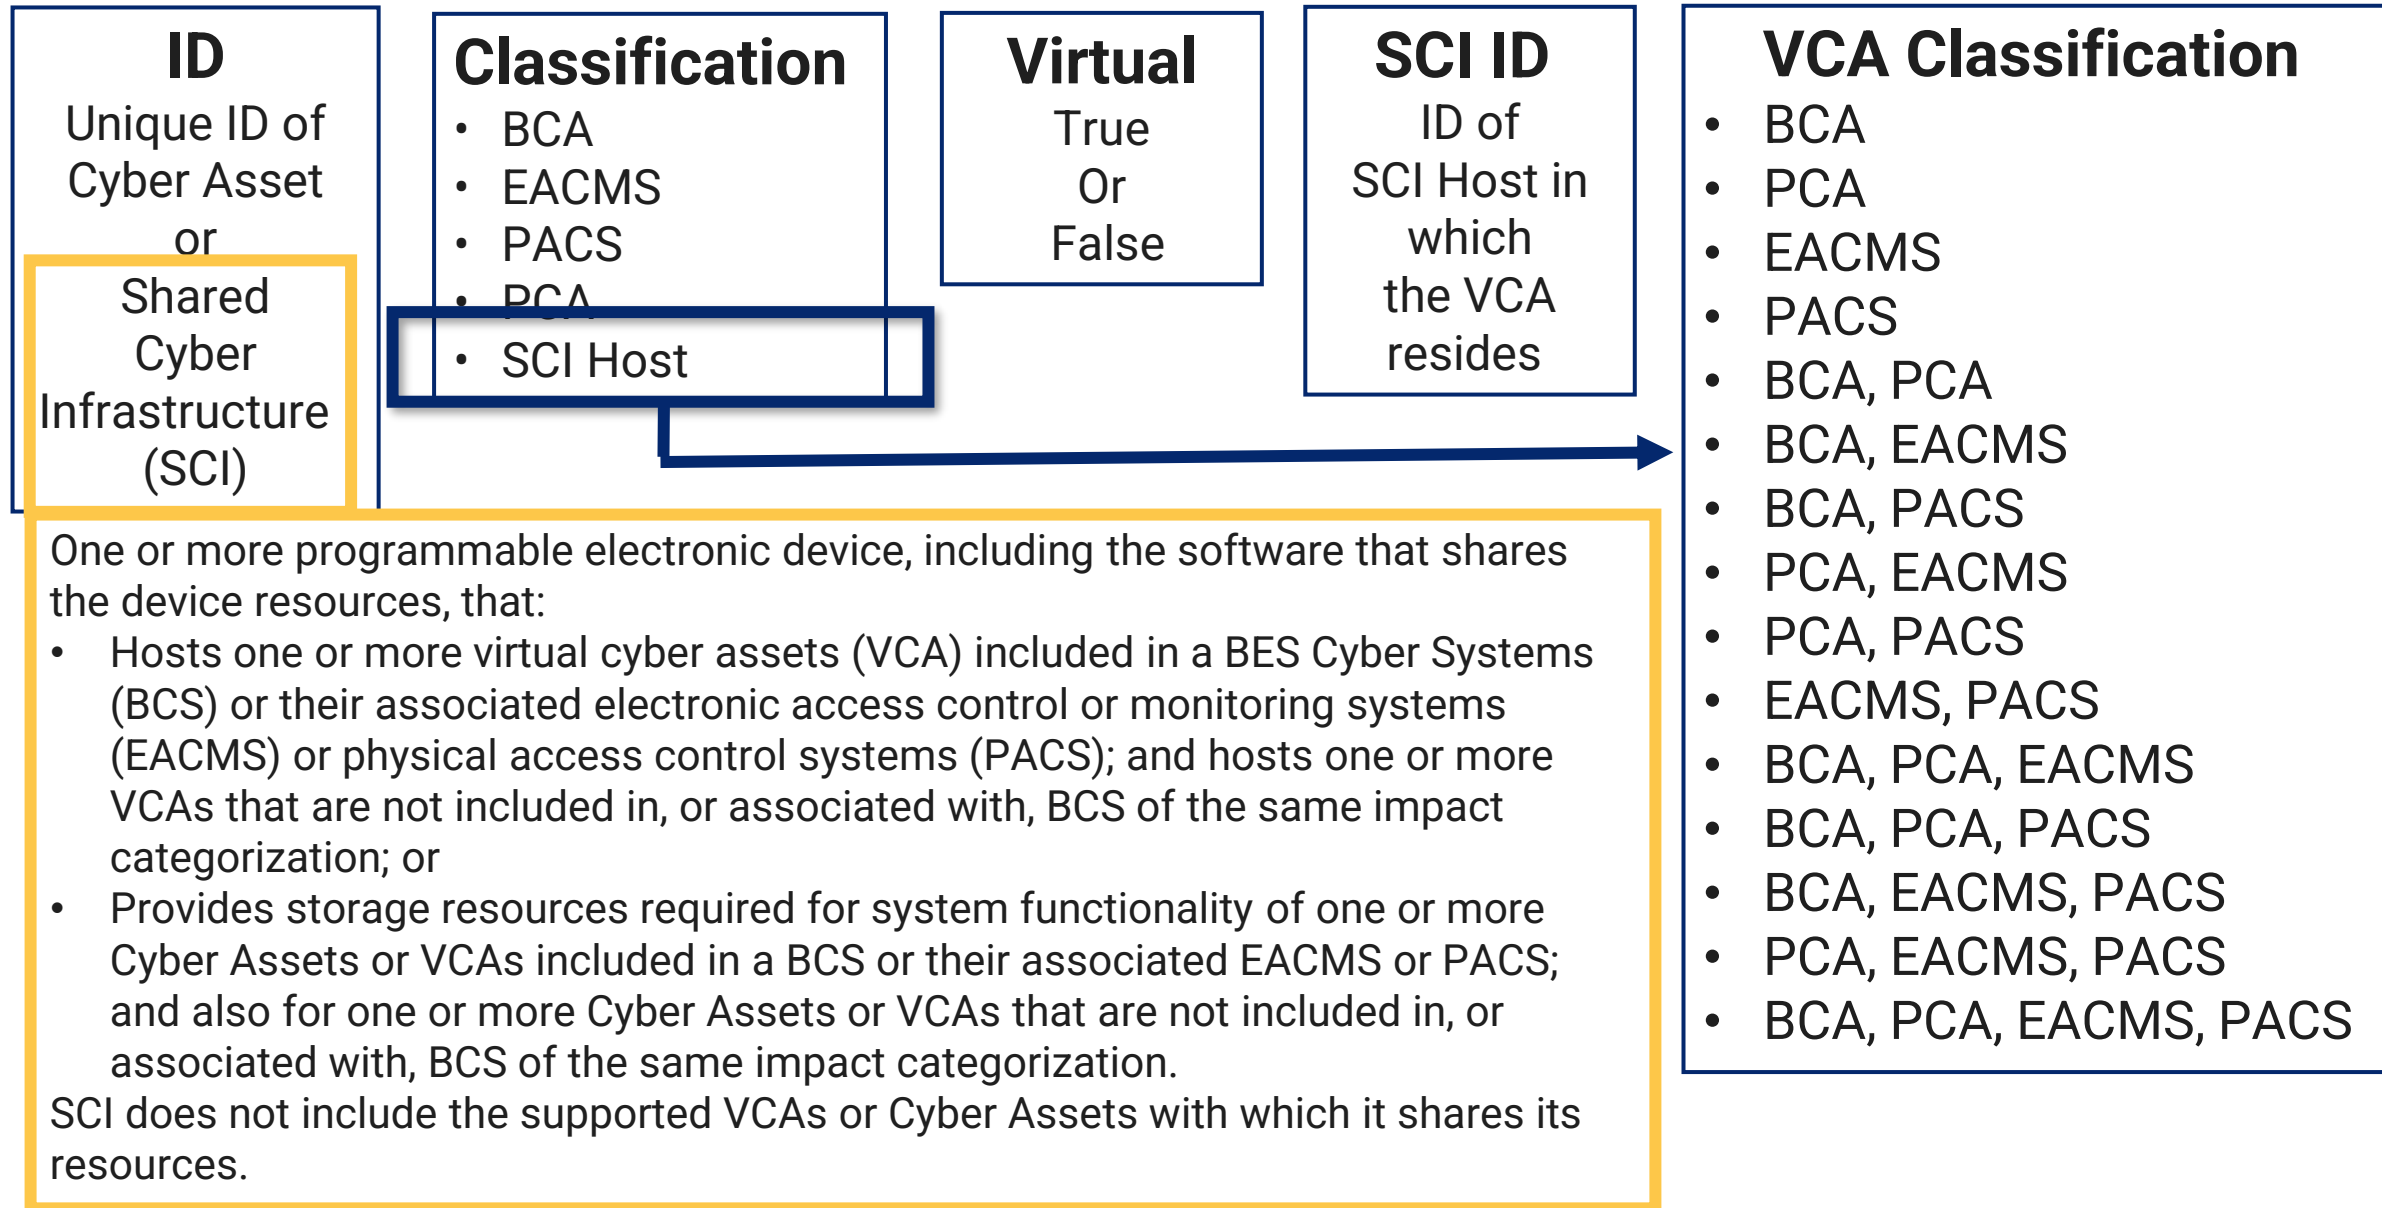 ID
Unique ID of
Cyber Asset
or
Shared
Cyber
Infrastructure
(SCI)
Classification
• BCA
• EACMS
• PACS
• PCA
• SCI Host
Virtual
True
Or
False
SCI ID
ID of
SCI Host in
which
the VCA
resides
VCA Classification
• BCA
• PCA
• EACMS
• PACS
• BCA, PCA
• BCA, EACMS
• BCA, PACS
• PCA, EACMS
• PCA, PACS
• EACMS, PACS
• BCA, PCA, EACMS
• BCA, PCA, PACS
• BCA, EACMS, PACS
• PCA, EACMS, PACS
• BCA, PCA, EACMS, PACS
One or more programmable electronic device, including the software that shares
the device resources, that:
• Hosts one or more virtual cyber assets (VCA) included in a BES Cyber Systems
(BCS) or their associated electronic access control or monitoring systems
(EACMS) or physical access control systems (PACS); and hosts one or more
VCAs that are not included in, or associated with, BCS of the same impact
categorization; or
• Provides storage resources required for system functionality of one or more
Cyber Assets or VCAs included in a BCS or their associated EACMS or PACS;
and also for one or more Cyber Assets or VCAs that are not included in, or
associated with, BCS of the same impact categorization.
SCI does not include the supported VCAs or Cyber Assets with which it shares its
resources.